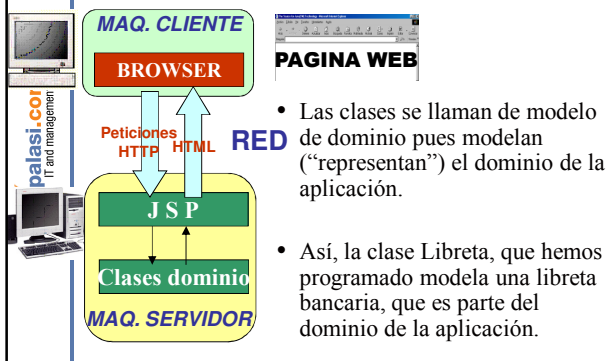 MAQ. CLIENTE
BROWSER
Peticiones
HTTP
HTML
RED
J S P
Clases dominio
MAQ. SERVIDOR
palasi.com
IT and managemen
PAGINA WEB
• Las clases se llaman de modelo
de dominio pues modelan
(“representan”) el dominio de la
aplicación.
• Así, la clase Libreta, que hemos
programado modela una libreta
bancaria, que es parte del
dominio de la aplicación.